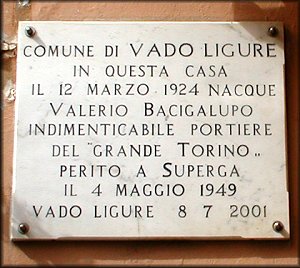 COMUNE DI VADO LIGURE
IN QUESTA CASA
IL 12 MARZO 1924 NACQUE
VALERIO BACIGALUPO
INDIMENTICABILE PORTIERE
DEL "GRANDE TORINO„
PERITO A SUPERGA
IL 4 MAGGIO 1949
VADO LIGURE 8 7 2001